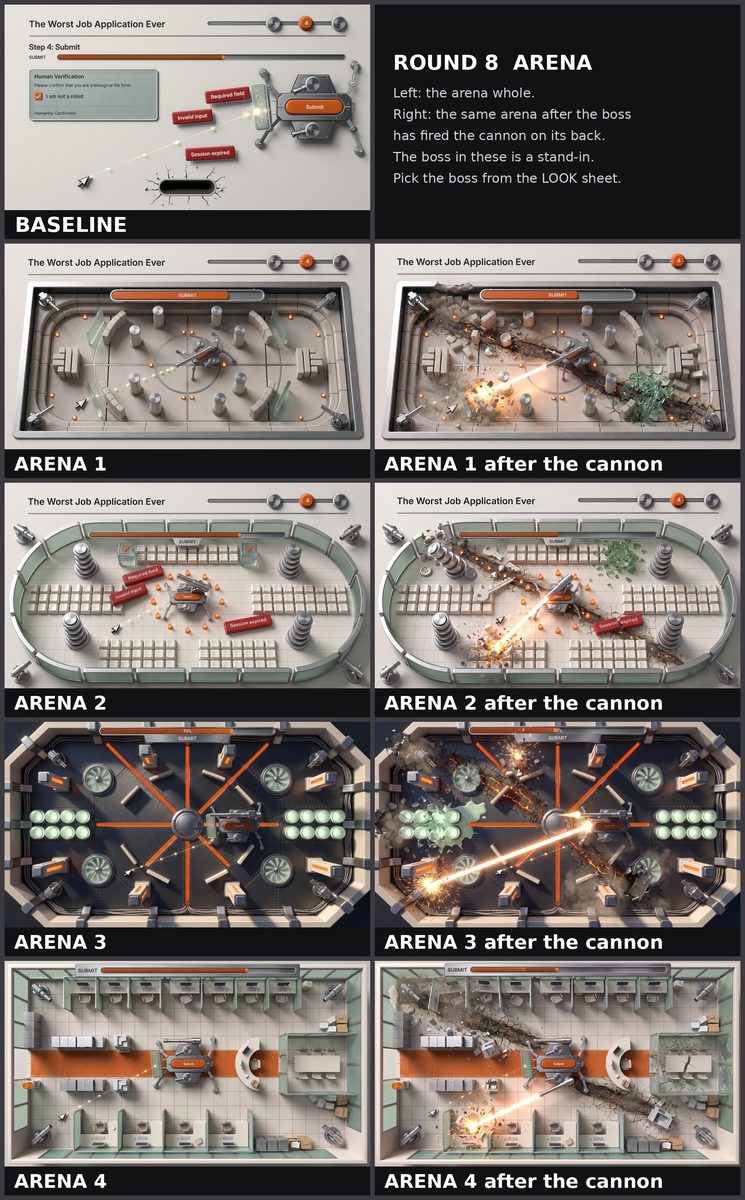 The Worst Job Application Ever
4
Step 4: Submit
SUBMIT
Human Verification
Please confirm that you are a biological life form.
I am not a robot
Humanity Confirmed
Required field
Invalid input
Session expired
Submit
BASELINE
ROUND 8 ARENA
Left: the arena whole.
Right: the same arena after the boss
has fired the cannon on its back.
The boss in these is a stand-in.
Pick the boss from the LOOK sheet.
The Worst Job Application Ever
4
SUBMIT
ARENA 1
The Worst Job Application Ever
4
SUBMIT
ARENA 1 after the cannon
The Worst Job Application Ever
4
SUBMIT
Required field
Invalid input
Session expired
ARENA 2
The Worst Job Application Ever
4
SUBMIT
Session expired
ARENA 2 after the cannon
75%
SUBMIT
ARENA 3
SUBMIT
ARENA 3 after the cannon
SUBMIT
Submit
ARENA 4
SUBMIT
Submit
ARENA 4 after the cannon